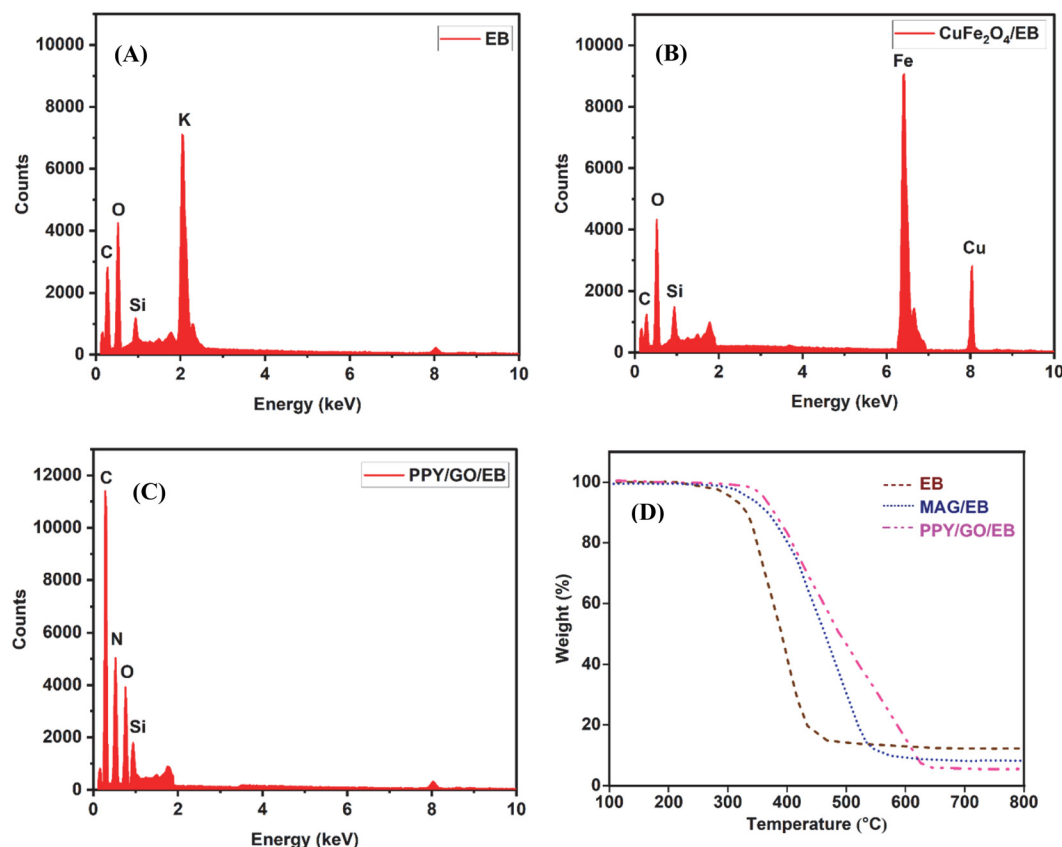 (A)
EB
10000
8000
6000
4000
2000
0
Counts
C
O
Si
K
0 2 4 6 8 10
Energy (keV)
(B)
CuFe₂O₄/EB
10000
8000
6000
4000
2000
0
Counts
C
O
Si
Fe
Cu
0 2 4 6 8 10
Energy (keV)
(C)
PPY/GO/EB
12000
10000
8000
6000
4000
2000
0
Counts
C
N
O
Si
0 2 4 6 8 10
Energy (keV)
(D)
EB
MAG/EB
PPY/GO/EB
100
80
60
40
20
0
Weight (%)
100 200 300 400 500 600 700 800
Temperature (°C)